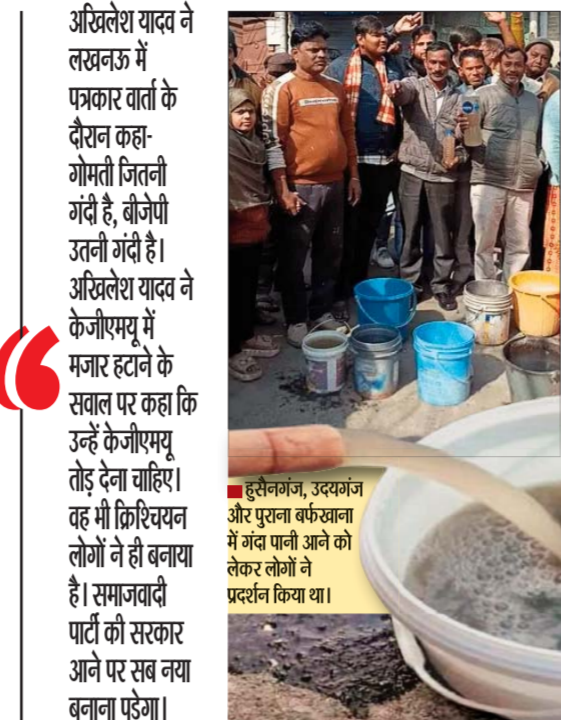 अखिलेश यादव ने
लखनऊ में
पत्रकार वार्ता के
दौरान कहा-
गोमती जितनी
गंदी है, बीजेपी
उतनी गंदी है।
अखिलेश यादव ने
केजीएमयू में
मजार हटाने के
सवाल पर कहा कि
उन्हें केजीएमयू
तोड़ देना चाहिए।
वह भी क्रिश्चियन
लोगों ने ही बनाया
है। समाजवादी
पार्टी की सरकार
आने पर सब नया
बनाना पड़ेगा।
हुसैनगंज, उदयगंज
और पुराना बर्फखाना
में गंदा पानी आने को
लेकर लोगों ने
प्रदर्शन किया था।